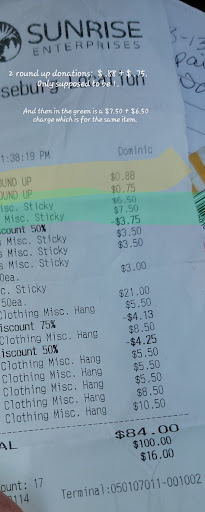 SUNRISE
ENTERPRISES
2 round up donations: $ .88 + $ .75.
Only supposed to be 1.
And then in the green is a $7.50 + $6.50
charge which is for the same item.
1:38:19 PM Dominic
OUND UP $0.88
OUND UP $0.75
isc. Sticky $6.50
Misc. Sticky $7.50
scount 50% -$3.75
s Misc. Sticky $3.50
Misc. Sticky $3.50
s Misc. Sticky
0ea. $3.00
c. Sticky
50ea. $21.00
Clothing Misc. Hang $5.50
iscount 75% -$4.13
Clothing Misc. Hang $8.50
iscount 50% -$4.25
Clothing Misc. Hang $5.50
Clothing Misc. Hang $5.50
Clothing Misc. Hang $5.50
Clothing Misc. Hang $8.50
Clothing Misc. Hang $10.50
AL $84.00
$100.00
$16.00
ount: 17
0114 Terminal:050107011-001002